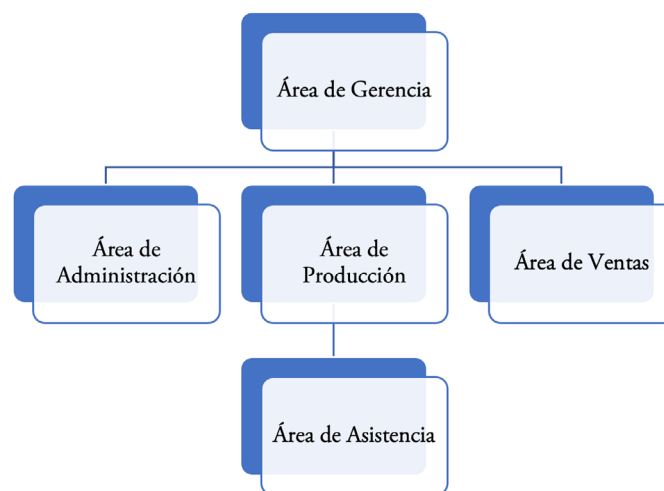 Área de Gerencia
Área de
Administración
Área de
Producción
Área de Ventas
Área de Asistencia